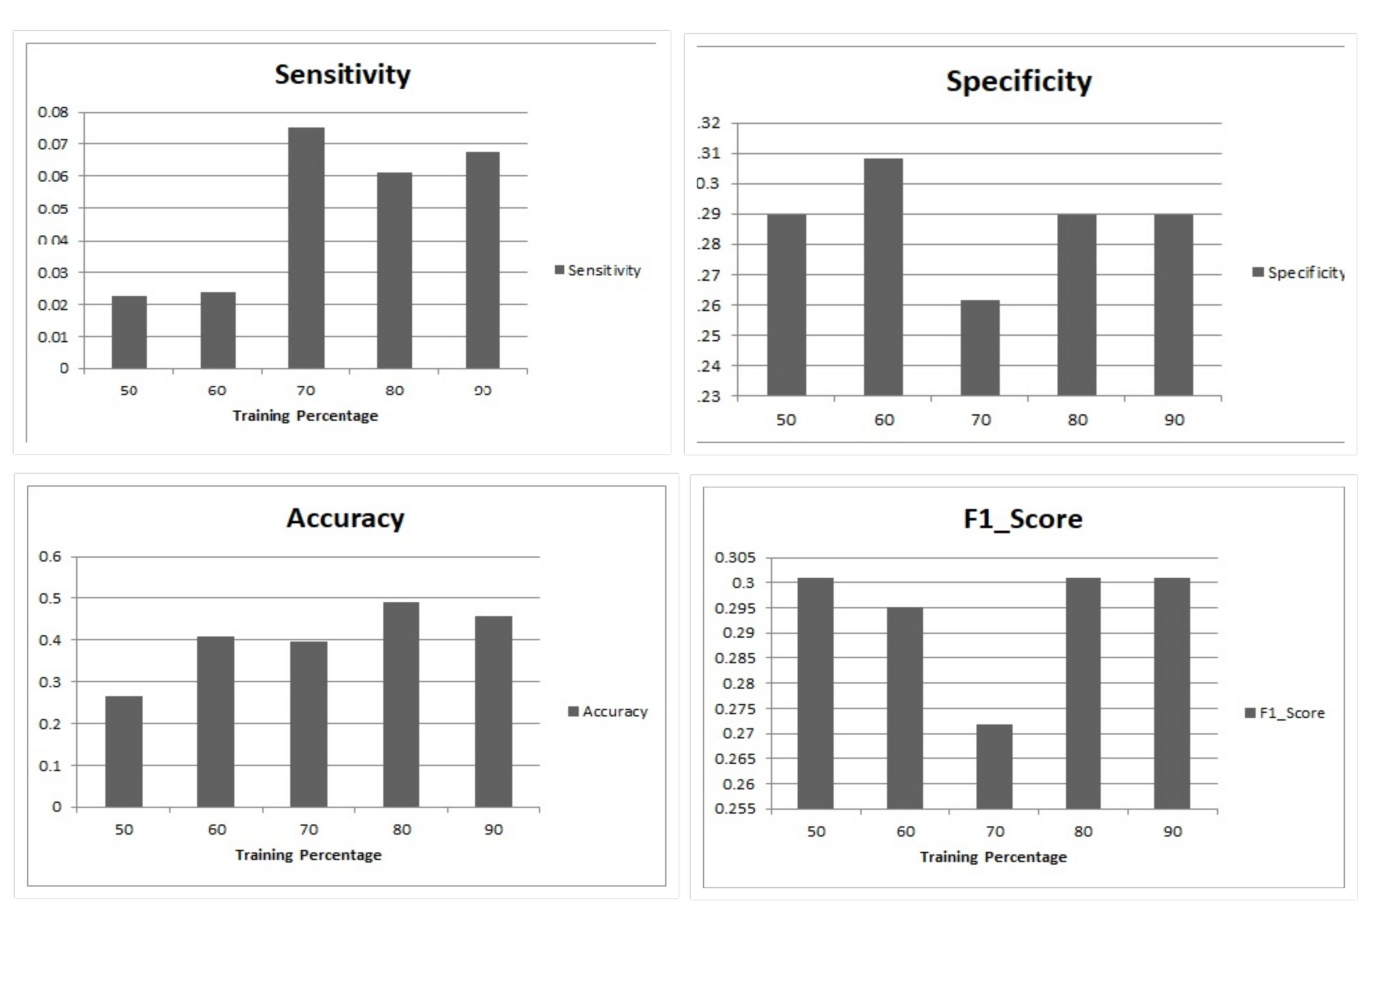 Sensitivity
0.08
0.07
0.06
0.05
0.04
0.03
0.02
0.01
0
50 60 70 80 90
Training Percentage
Sensitivity
Specificity
.32
.31
0.3
.29
.28
.27
.26
.25
.24
.23
50 60 70 80 90
Specificity
Accuracy
0.6
0.5
0.4
0.3
0.2
0.1
0
50 60 70 80 90
Training Percentage
Accuracy
F1_Score
0.305
0.3
0.295
0.29
0.285
0.28
0.275
0.27
0.265
0.26
0.255
50 60 70 80 90
Training Percentage
F1_Score